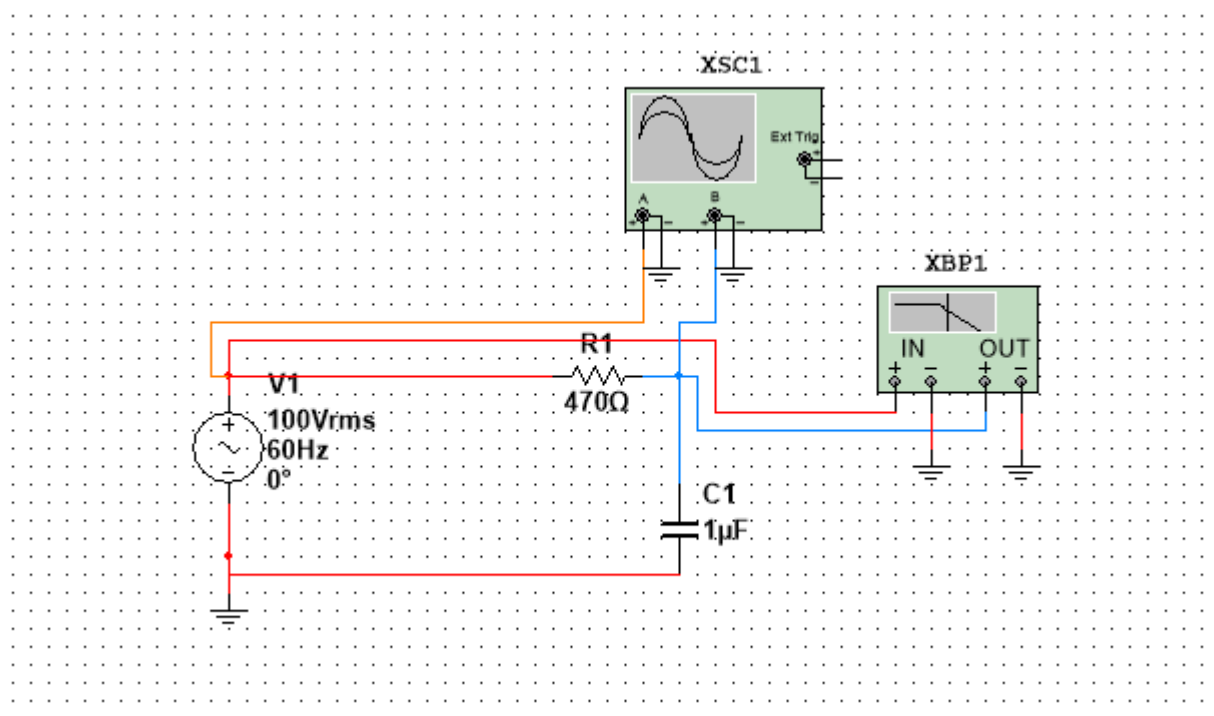 XSC1
Ext Trig
+
−
A
B
+ −
+ −
XBP1
IN OUT
+ − + −
R1
470Ω
V1
100Vrms
60Hz
0°
+
−
C1
1µF